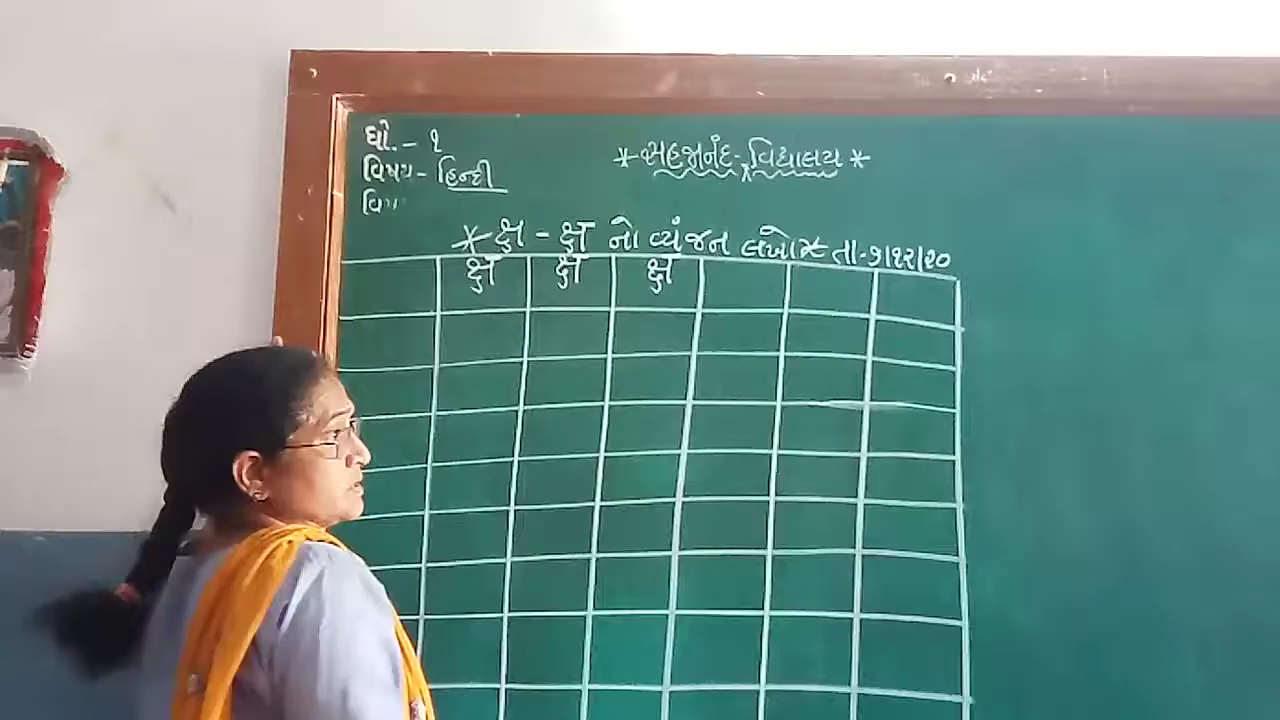 ધો. - ૧
* સહજાનંદ વિદ્યાલય *
વિષય - હિન્દી
* ક્ષ - ક્ષ નો વ્યંજન લખો * તા-૭/૧૨/૨૦
ક્ષ ક્ષ ક્ષ